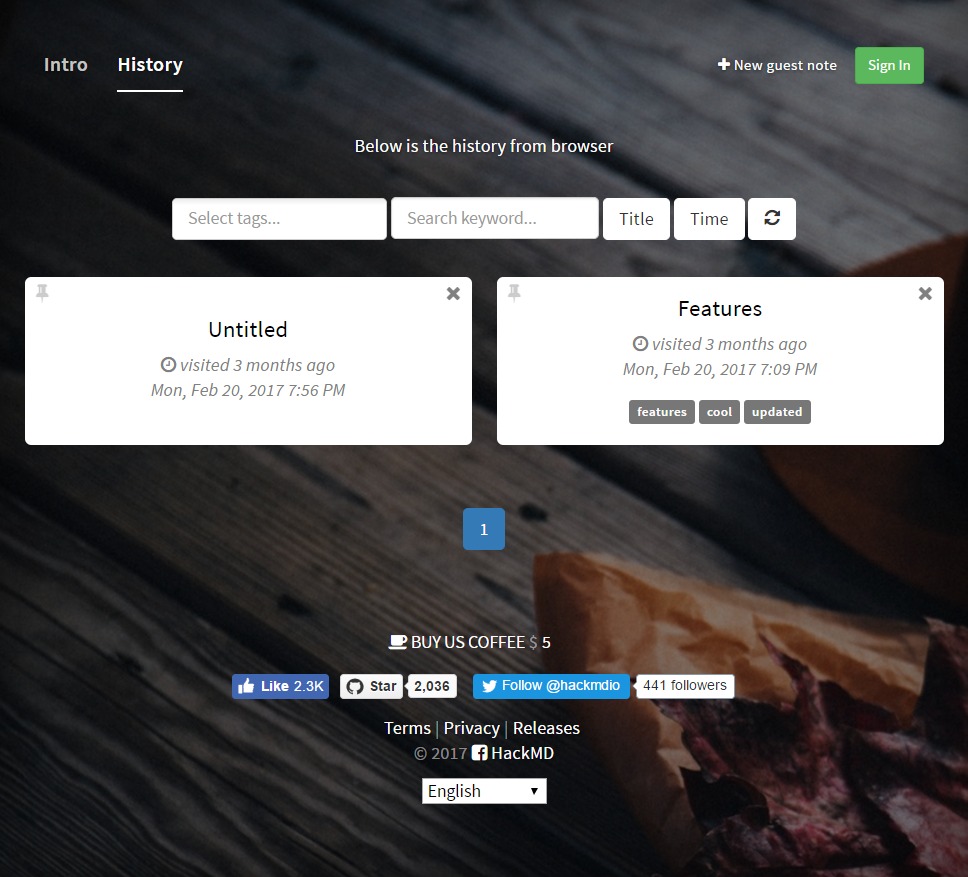 Intro History + New guest note Sign In
Below is the history from browser
Select tags... Search keyword... Title Time
Untitled
visited 3 months ago
Mon, Feb 20, 2017 7:56 PM
Features
visited 3 months ago
Mon, Feb 20, 2017 7:09 PM
features cool updated
1
BUY US COFFEE $ 5
Like 2.3K Star 2,036 Follow @hackmdio 441 followers
Terms | Privacy | Releases
© 2017 HackMD
English